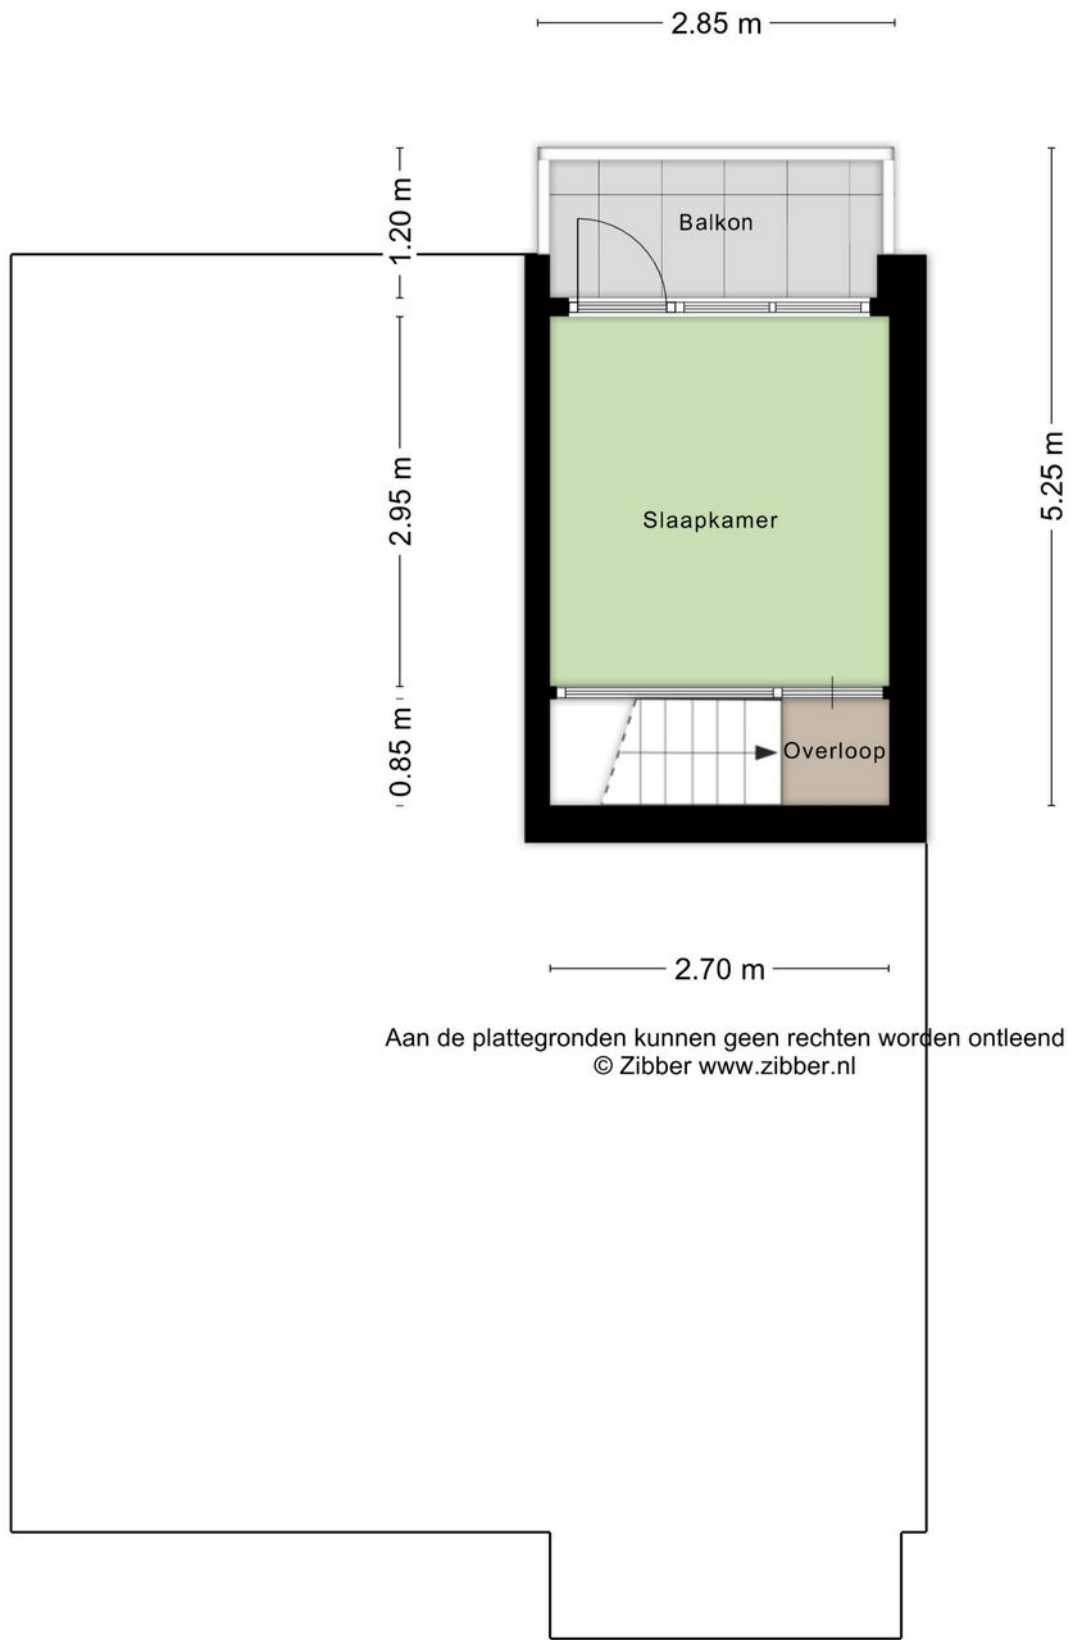 2.85 m
1.20 m
Balkon
2.95 m
5.25 m
Slaapkamer
0.85 m
Overloop
2.70 m
Aan de plattegronden kunnen geen rechten worden ontleend
© Zibber www.zibber.nl